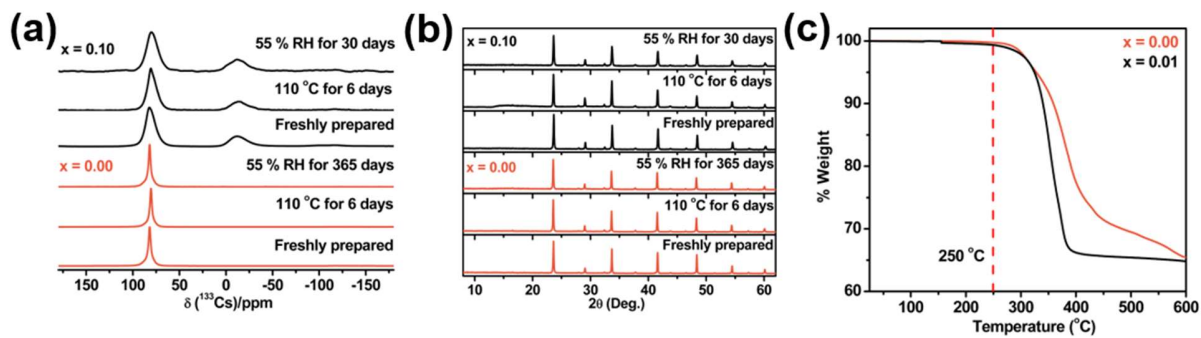 (a)
x = 0.10
55 % RH for 30 days
110 °C for 6 days
Freshly prepared
x = 0.00
55 % RH for 365 days
110 °C for 6 days
Freshly prepared
150 100 50 0 -50 -100 -150
δ (¹³³Cs)/ppm
(b)
x = 0.10
55 % RH for 30 days
110 °C for 6 days
Freshly prepared
x = 0.00
55 % RH for 365 days
110 °C for 6 days
Freshly prepared
10 20 30 40 50 60
2θ (Deg.)
(c)
x = 0.00
x = 0.01
100
90
80
70
60
% Weight
250 °C
100 200 300 400 500 600
Temperature (°C)